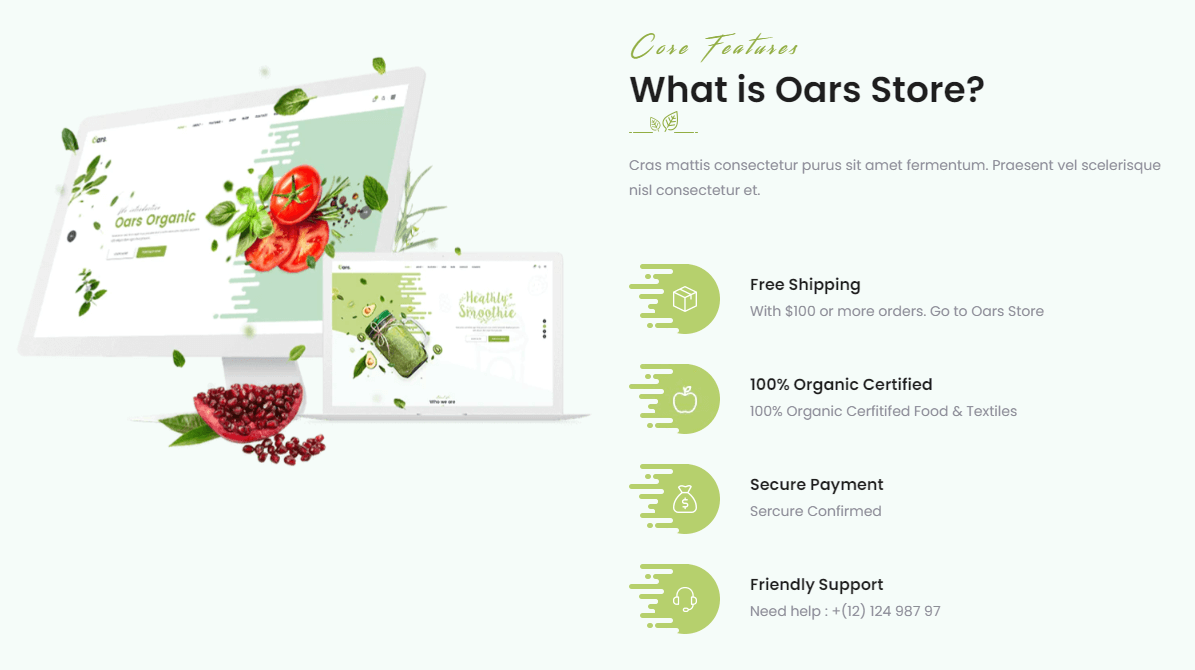 Core Features
What is Oars Store?
Cras mattis consectetur purus sit amet fermentum. Praesent vel scelerisque
nisl consectetur et.
Free Shipping
With $100 or more orders. Go to Oars Store
100% Organic Certified
100% Organic Cerfitifed Food & Textiles
Secure Payment
Sercure Confirmed
Friendly Support
Need help : +(12) 124 987 97
Oars
Oars Organic
Oars
Heathly
Smoothie
Who we are